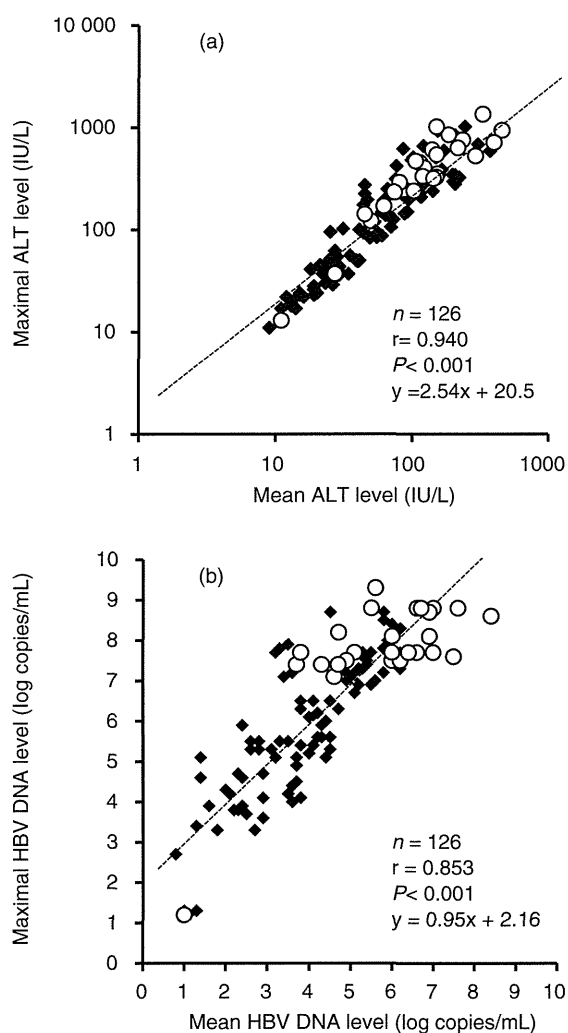 (a)
10 000
1000
100
10
1
Maximal ALT level (IU/L)
n = 126
r= 0.940
P< 0.001
y =2.54x + 20.5
1 10 100 1000
Mean ALT level (IU/L)
(b)
10
9
8
7
6
5
4
3
2
1
0
Maximal HBV DNA level (log copies/mL)
n = 126
r = 0.853
P< 0.001
y = 0.95x + 2.16
0 1 2 3 4 5 6 7 8 9 10
Mean HBV DNA level (log copies/mL)